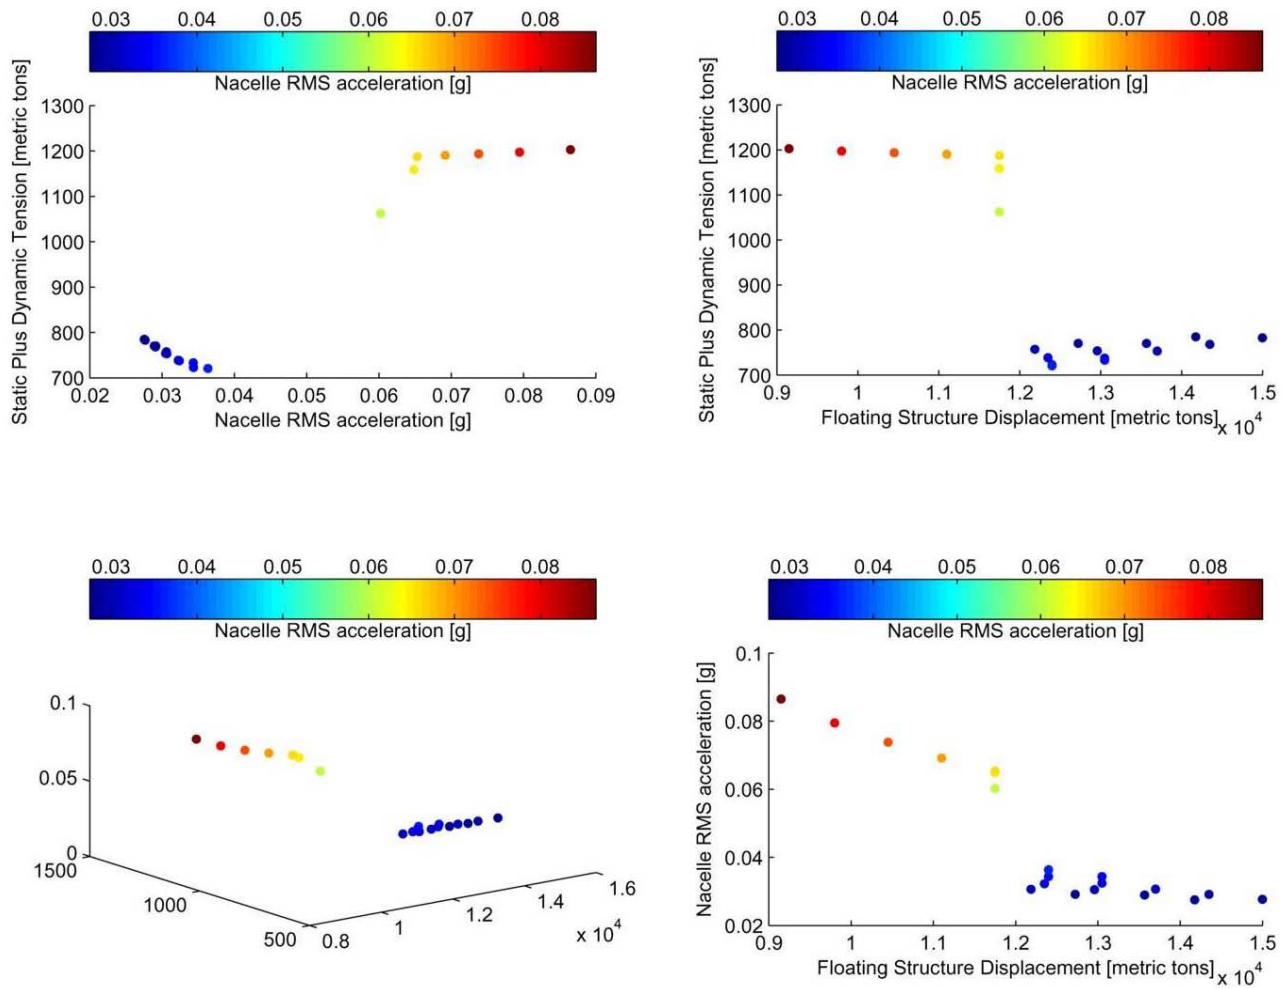 0.03 0.04 0.05 0.06 0.07 0.08
Nacelle RMS acceleration [g]
Static Plus Dynamic Tension [metric tons]
1300
1200
1100
1000
900
800
700
0.02 0.03 0.04 0.05 0.06 0.07 0.08 0.09
Nacelle RMS acceleration [g]
0.03 0.04 0.05 0.06 0.07 0.08
Nacelle RMS acceleration [g]
Static Plus Dynamic Tension [metric tons]
1300
1200
1100
1000
900
800
700
0.9 1 1.1 1.2 1.3 1.4 1.5
Floating Structure Displacement [metric tons] x 10^4
0.03 0.04 0.05 0.06 0.07 0.08
Nacelle RMS acceleration [g]
0.1
0.05
0
1500
1000
500
0.8 1 1.2 1.4 1.6
x 10^4
0.03 0.04 0.05 0.06 0.07 0.08
Nacelle RMS acceleration [g]
Nacelle RMS acceleration [g]
0.1
0.08
0.06
0.04
0.02
0.9 1 1.1 1.2 1.3 1.4 1.5
Floating Structure Displacement [metric tons] x 10^4